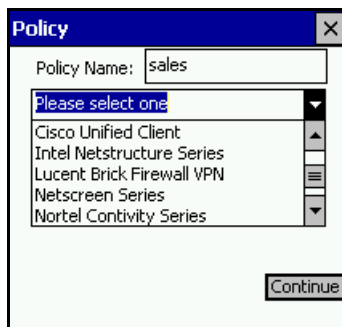 Policy
Policy Name: sales
Please select one
Cisco Unified Client
Intel Netstructure Series
Lucent Brick Firewall VPN
Netscreen Series
Nortel Contivity Series
Continue